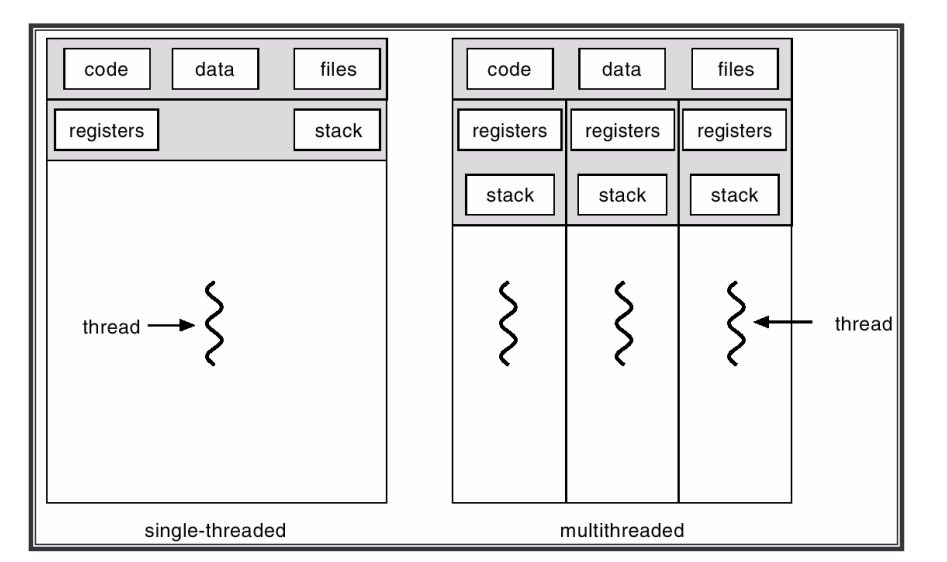 code data files
registers stack
thread
single-threaded
code data files
registers registers registers
stack stack stack
thread
multithreaded